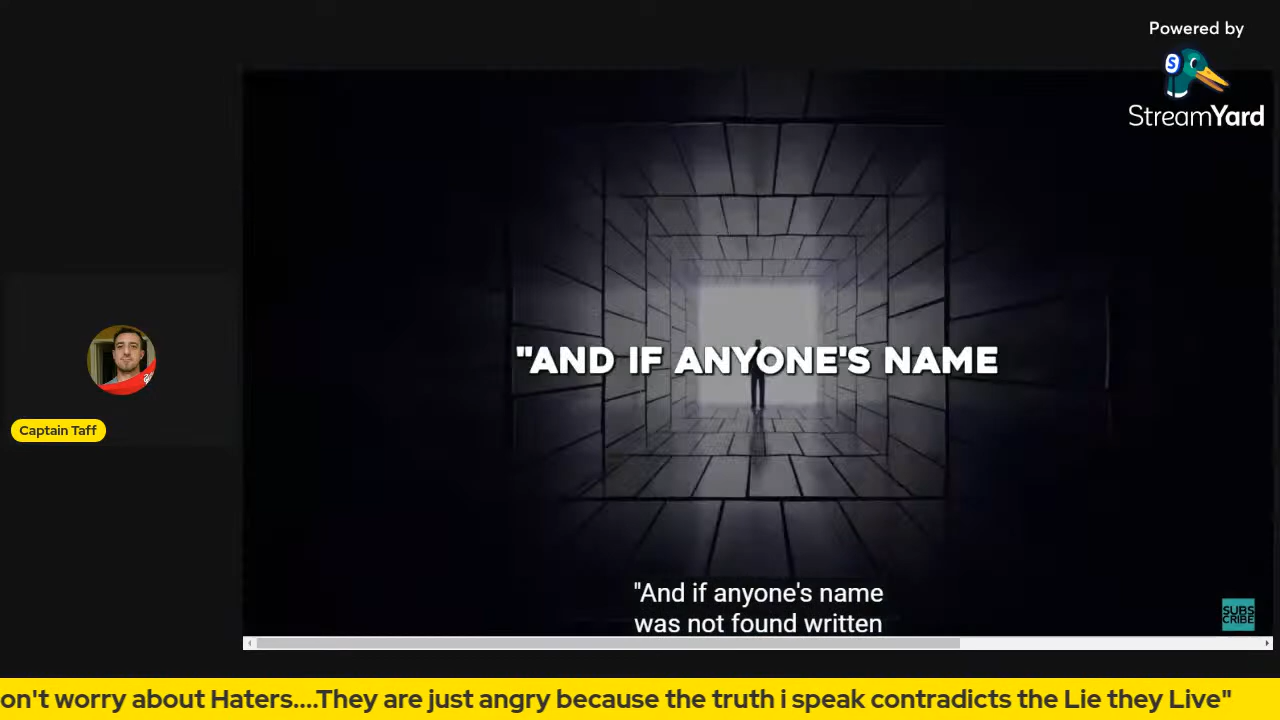 Powered by
StreamYard
"AND IF ANYONE'S NAME
Captain Taff
"And if anyone's name
was not found written
SUBS
CRIBE
on't worry about Haters....They are just angry because the truth i speak contradicts the Lie they Live"